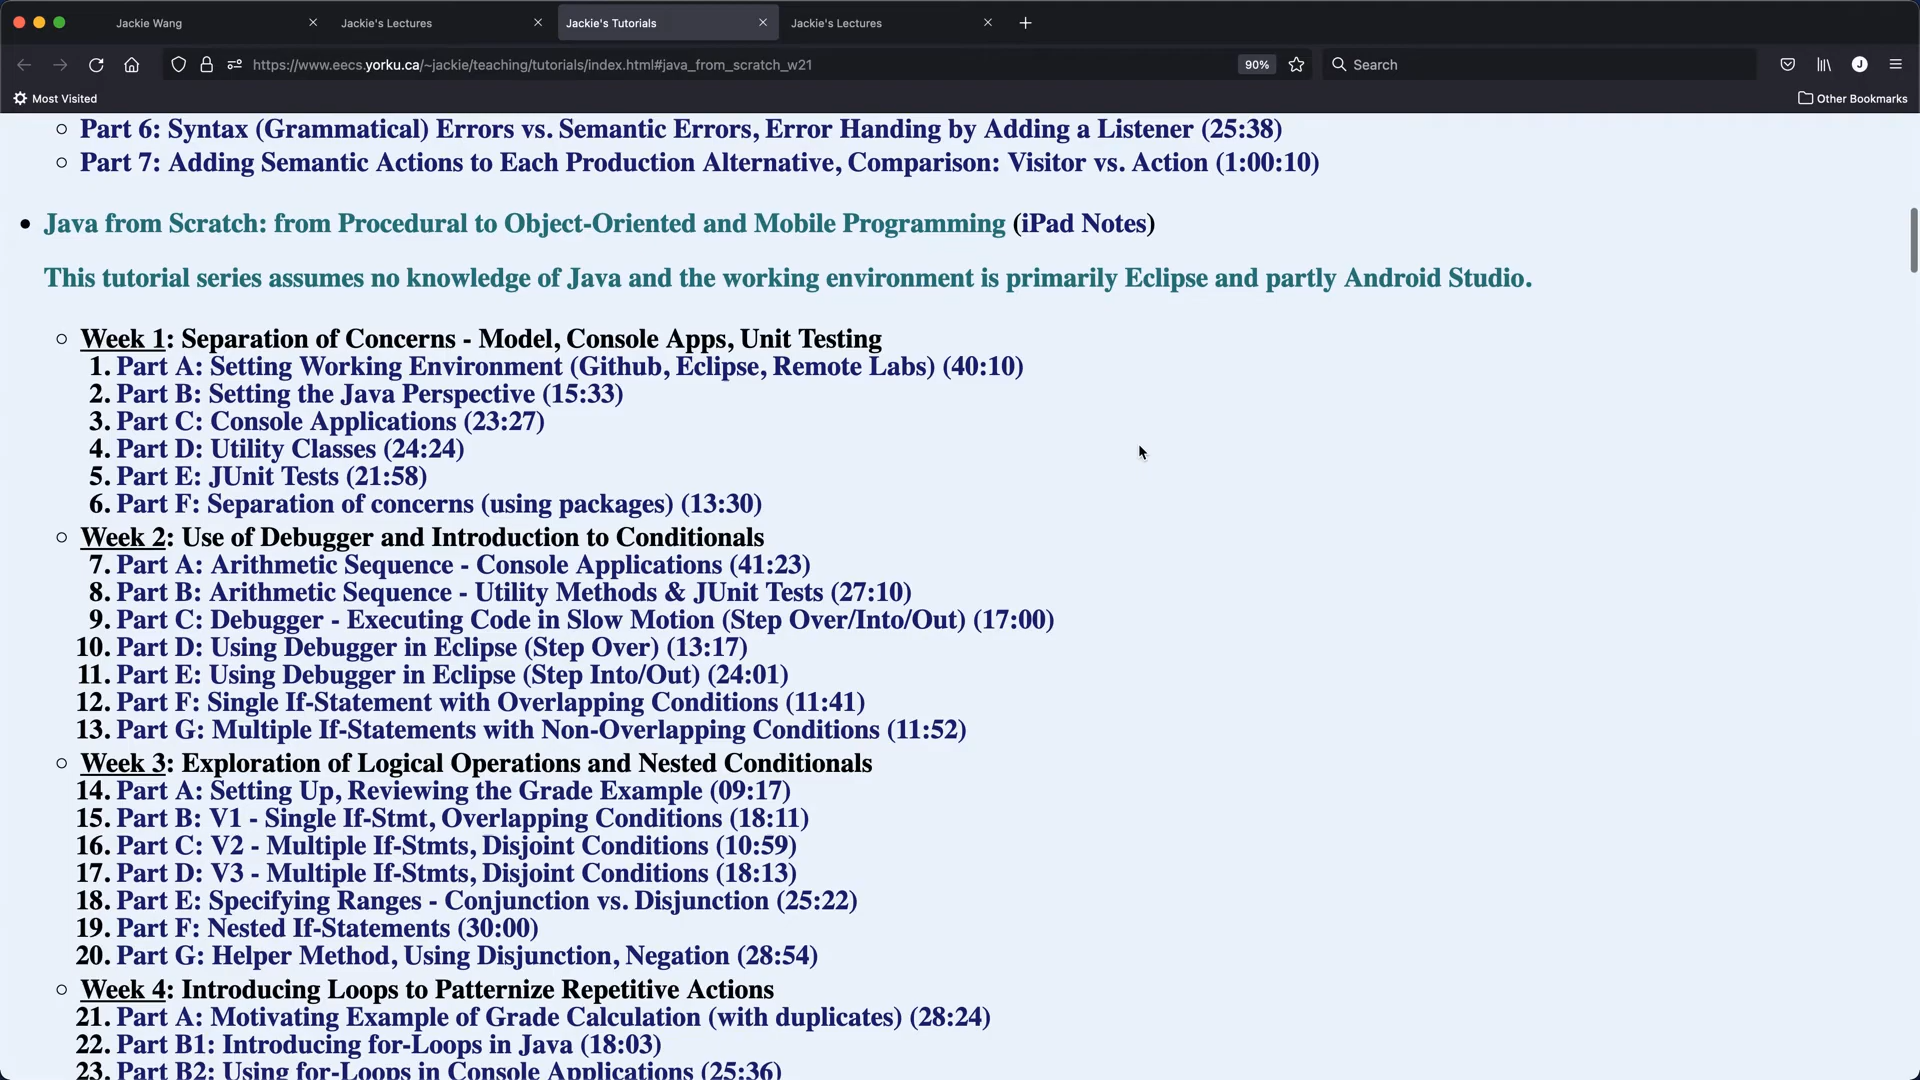 Jackie Wang
Jackie's Lectures
Jackie's Tutorials
Jackie's Lectures
https://www.eecs.yorku.ca/~jackie/teaching/tutorials/index.html#java_from_scratch_w21
90%
Search
J
Most Visited
Other Bookmarks
Part 6: Syntax (Grammatical) Errors vs. Semantic Errors, Error Handing by Adding a Listener (25:38)
Part 7: Adding Semantic Actions to Each Production Alternative, Comparison: Visitor vs. Action (1:00:10)
Java from Scratch: from Procedural to Object-Oriented and Mobile Programming (iPad Notes)
This tutorial series assumes no knowledge of Java and the working environment is primarily Eclipse and partly Android Studio.
Week 1: Separation of Concerns - Model, Console Apps, Unit Testing
1. Part A: Setting Working Environment (Github, Eclipse, Remote Labs) (40:10)
2. Part B: Setting the Java Perspective (15:33)
3. Part C: Console Applications (23:27)
4. Part D: Utility Classes (24:24)
5. Part E: JUnit Tests (21:58)
6. Part F: Separation of concerns (using packages) (13:30)
Week 2: Use of Debugger and Introduction to Conditionals
7. Part A: Arithmetic Sequence - Console Applications (41:23)
8. Part B: Arithmetic Sequence - Utility Methods & JUnit Tests (27:10)
9. Part C: Debugger - Executing Code in Slow Motion (Step Over/Into/Out) (17:00)
10. Part D: Using Debugger in Eclipse (Step Over) (13:17)
11. Part E: Using Debugger in Eclipse (Step Into/Out) (24:01)
12. Part F: Single If-Statement with Overlapping Conditions (11:41)
13. Part G: Multiple If-Statements with Non-Overlapping Conditions (11:52)
Week 3: Exploration of Logical Operations and Nested Conditionals
14. Part A: Setting Up, Reviewing the Grade Example (09:17)
15. Part B: V1 - Single If-Stmt, Overlapping Conditions (18:11)
16. Part C: V2 - Multiple If-Stmts, Disjoint Conditions (10:59)
17. Part D: V3 - Multiple If-Stmts, Disjoint Conditions (18:13)
18. Part E: Specifying Ranges - Conjunction vs. Disjunction (25:22)
19. Part F: Nested If-Statements (30:00)
20. Part G: Helper Method, Using Disjunction, Negation (28:54)
Week 4: Introducing Loops to Patternize Repetitive Actions
21. Part A: Motivating Example of Grade Calculation (with duplicates) (28:24)
22. Part B1: Introducing for-Loops in Java (18:03)
23. Part B2: Using for-Loops in Console Applications (25:36)